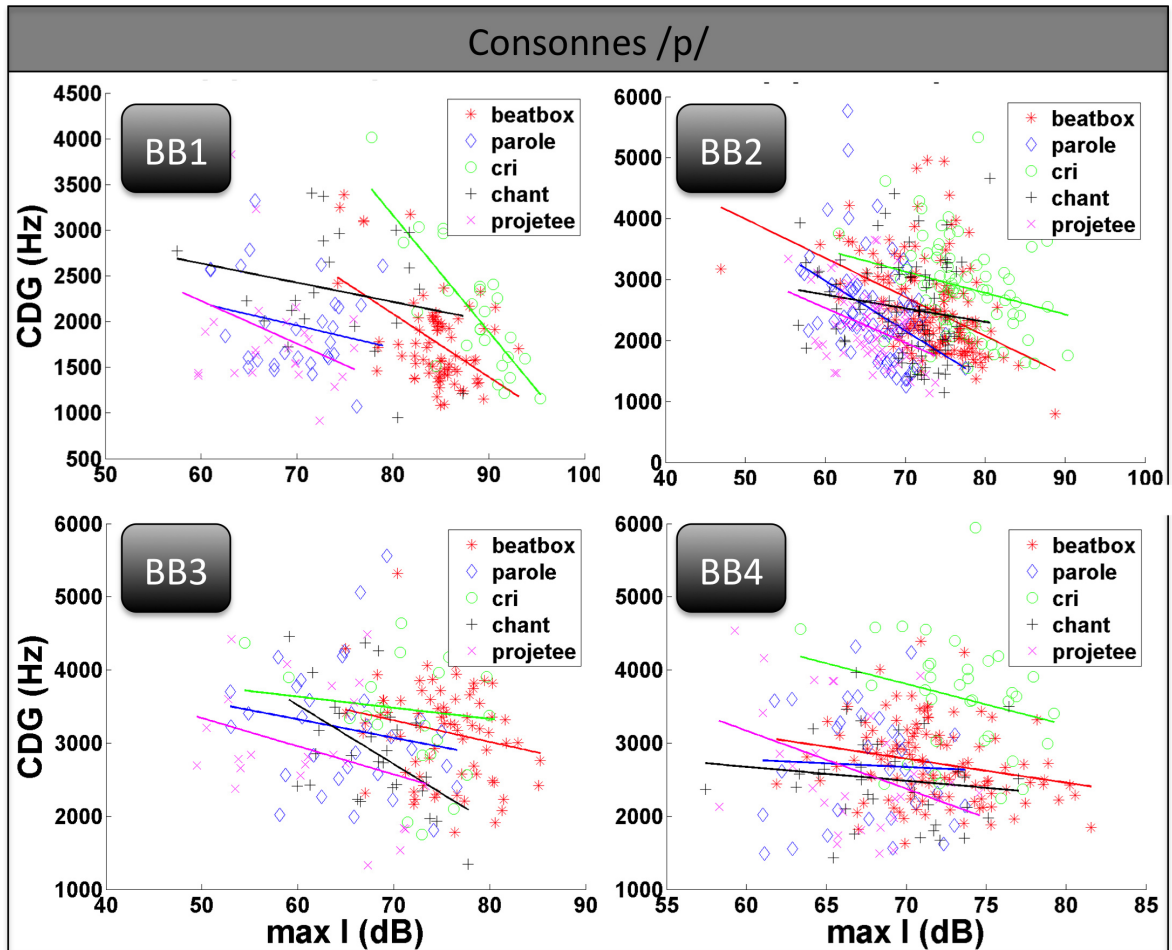 Consonnes /p/
BB1
beatbox
parole
cri
chant
projetee
CDG (Hz)
4500
4000
3500
3000
2500
2000
1500
1000
500
50
60
70
80
90
100
BB2
beatbox
parole
cri
chant
projetee
6000
5000
4000
3000
2000
1000
0
40
50
60
70
80
90
100
BB3
beatbox
parole
cri
chant
projetee
CDG (Hz)
6000
5000
4000
3000
2000
1000
40
50
60
70
80
90
max I (dB)
BB4
beatbox
parole
cri
chant
projetee
6000
5000
4000
3000
2000
1000
55
60
65
70
75
80
85
max I (dB)